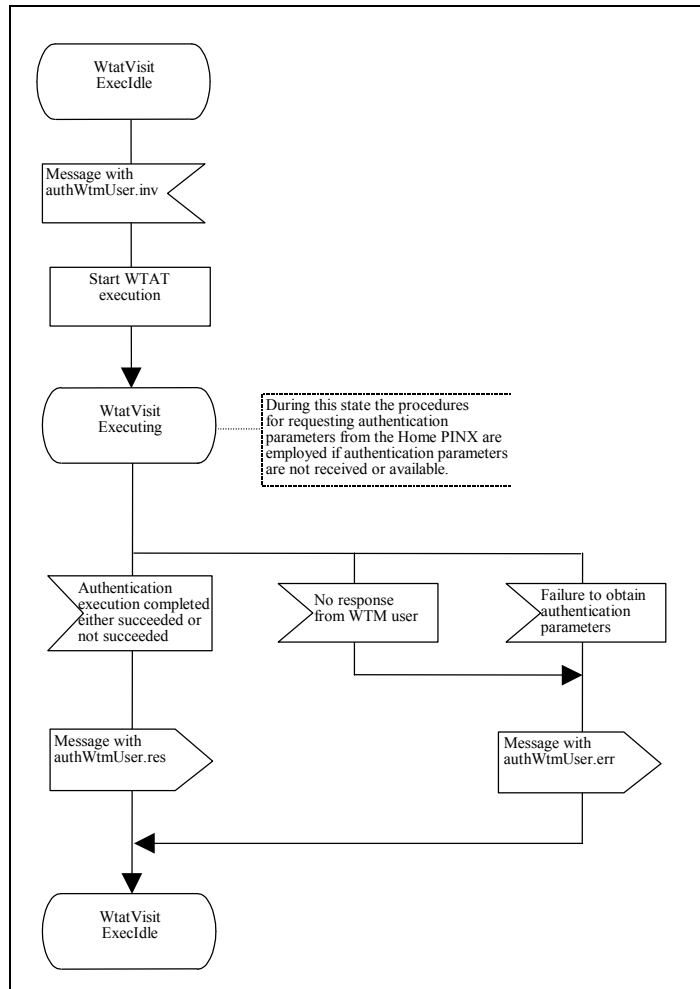 WtatVisit
ExecIdle
Message with
authWtmUser.inv
Start WTAT
execution
WtatVisit
Executing
During this state the procedures
for requesting authentication
parameters from the Home PINX are
employed if authentication parameters
are not received or available.
Authentication
execution completed
either succeeded or
not succeeded
No response
from WTM user
Failure to obtain
authentication
parameters
Message with
authWtmUser.res
Message with
authWtmUser.err
WtatVisit
ExecIdle